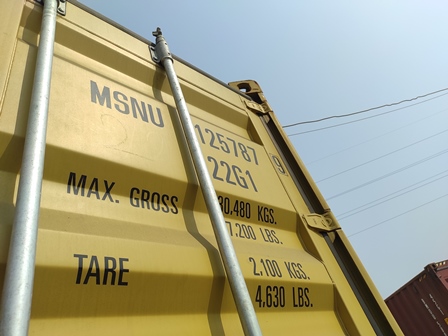 MSNU 125787 9
22G1
MAX. GROSS 30.480 KGS.
7.200 LBS.
TARE 2.100 KGS.
4,630 LBS.